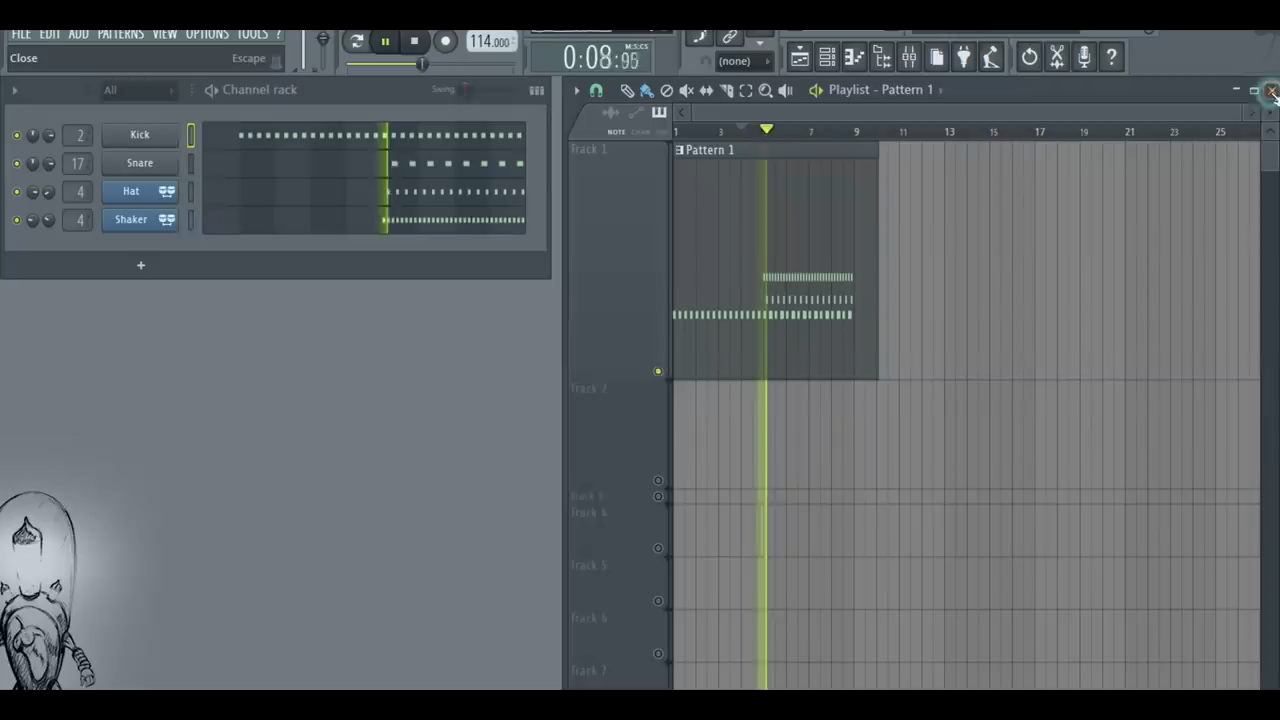 FILE EDIT ADD PATTERNS VIEW OPTIONS TOOLS ?
Close Escape
114.000
0:08:95
M:S:CS
(none)
?
All
Channel rack
Swing
Playlist - Pattern 1
NOTE CHAN PAT
1 3 7 9 11 13 15 17 19 21 23 25
2 Kick
17 Snare
4 Hat
4 Shaker
+
Track 1
Pattern 1
Track 2
Track 4
Track 5
Track 6
Track 7